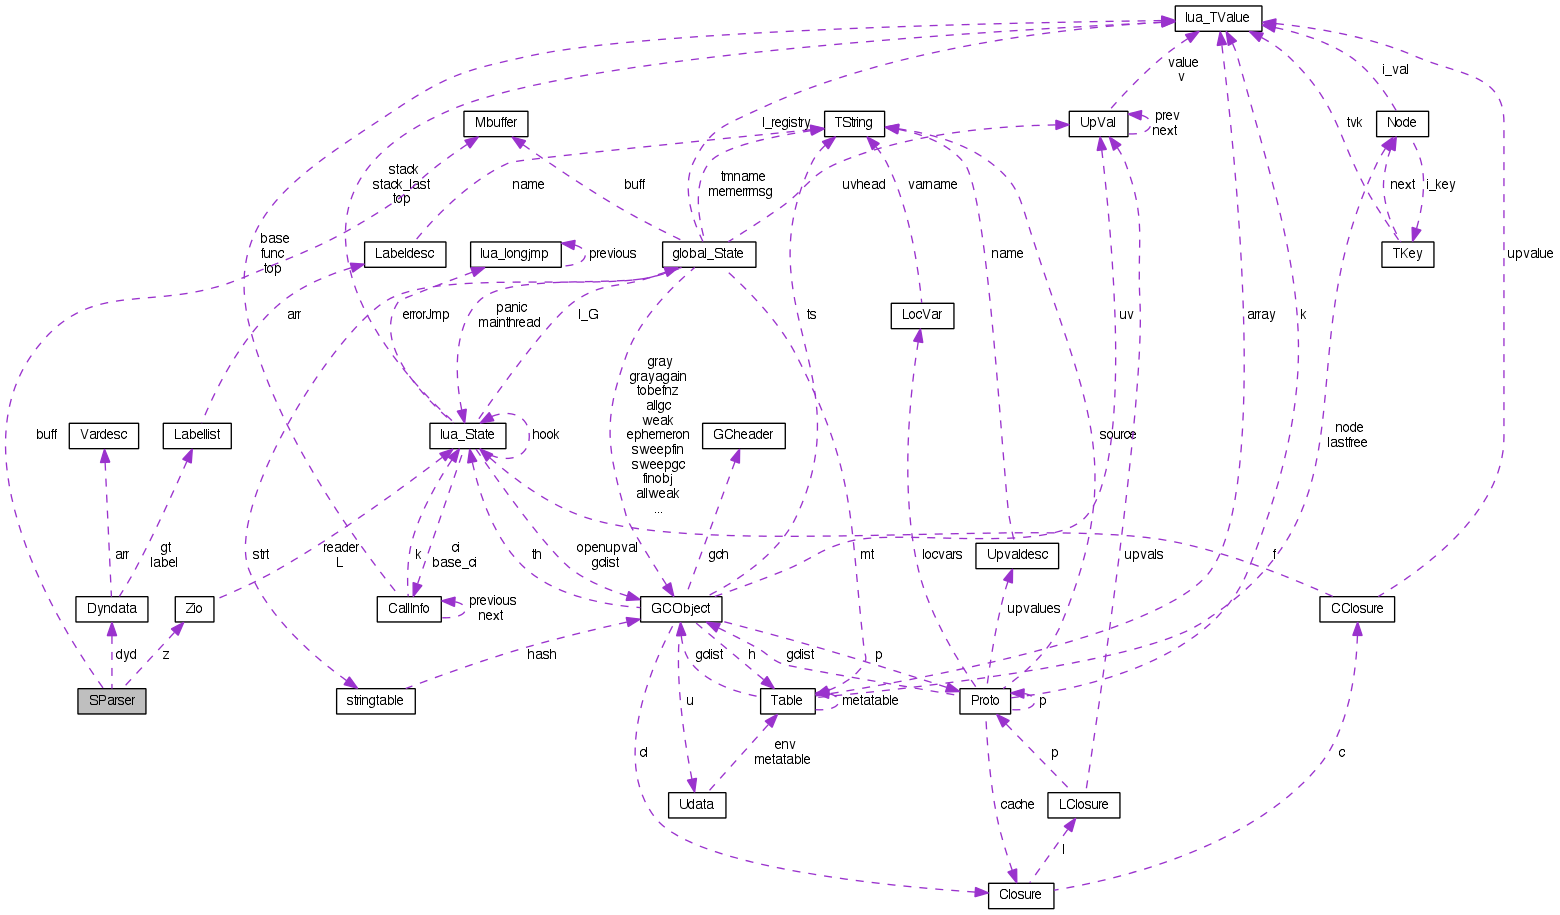 lua_TValue
value
v
i_val
Mbuffer
l_registry
TString
UpVal
prev
next
tvk
Node
stack
stack_last
top
name
buff
tmname
memerrmsg
uvhead
varname
next
i_key
base
func
top
Labeldesc
lua_longjmp
previous
global_State
name
TKey
upvalue
arr
errorJmp
panic
mainthread
l_G
ts
LocVar
uv
array
k
gray
grayagain
tobefnz
allgc
weak
ephemeron
sweepfin
sweepgc
finobj
allweak
...
buff
Vardesc
Labellist
lua_State
hook
GCheader
source
node
lastfree
arr
gt
label
strt
reader
L
k
ci
base_ci
th
openupval
gclist
gch
mt
locvars
Upvaldesc
upvals
f
Dyndata
Zio
CallInfo
previous
next
GCObject
upvalues
CClosure
dyd
z
hash
gclist
h
gclist
p
SParser
stringtable
u
Table
metatable
Proto
p
cl
env
metatable
p
c
Udata
cache
LClosure
l
Closure